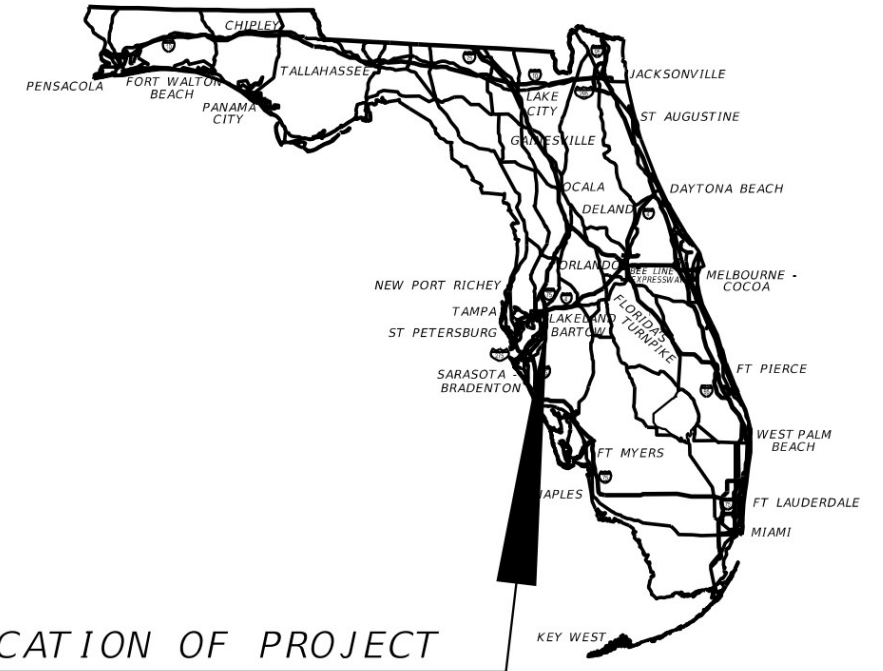 CHIPLEY
PENSACOLA
FORT WALTON
BEACH
PANAMA
CITY
TALLAHASSEE
LAKE
CITY
JACKSONVILLE
ST AUGUSTINE
GAINESVILLE
OCALA
DAYTONA BEACH
DELAND
ORLANDO
BEE LINE
EXPRESSWAY
MELBOURNE -
COCOA
NEW PORT RICHEY
TAMPA
ST PETERSBURG
LAKELAND
BARTOW
FLORIDA'S
TURNPIKE
SARASOTA -
BRADENTON
FT PIERCE
WEST PALM
BEACH
FT MYERS
NAPLES
FT LAUDERDALE
MIAMI
KEY WEST
CATION OF PROJECT